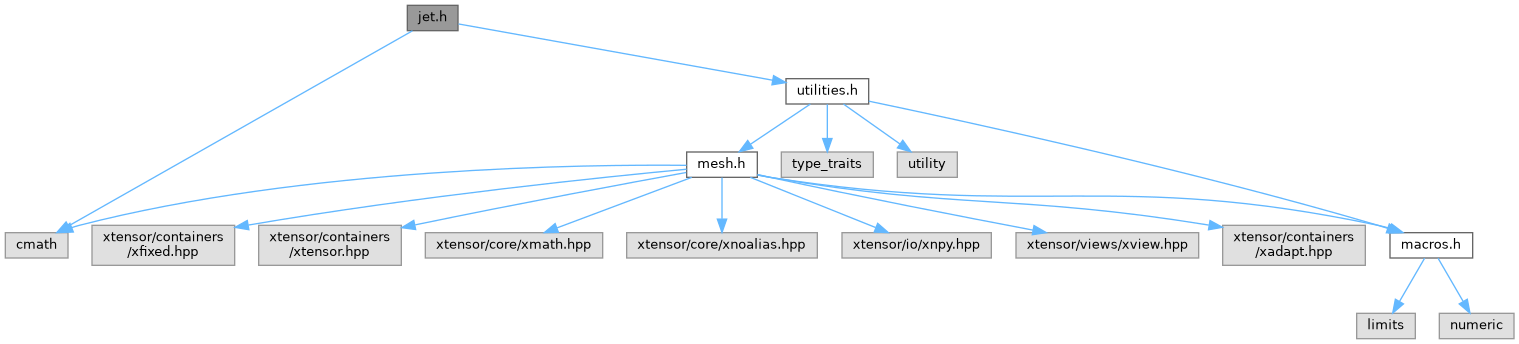 jet.h
utilities.h
mesh.h
type_traits
utility
cmath
xtensor/containers
/xfixed.hpp
xtensor/containers
/xtensor.hpp
xtensor/core/xmath.hpp
xtensor/core/xnoalias.hpp
xtensor/io/xnpy.hpp
xtensor/views/xview.hpp
xtensor/containers
/xadapt.hpp
macros.h
limits
numeric